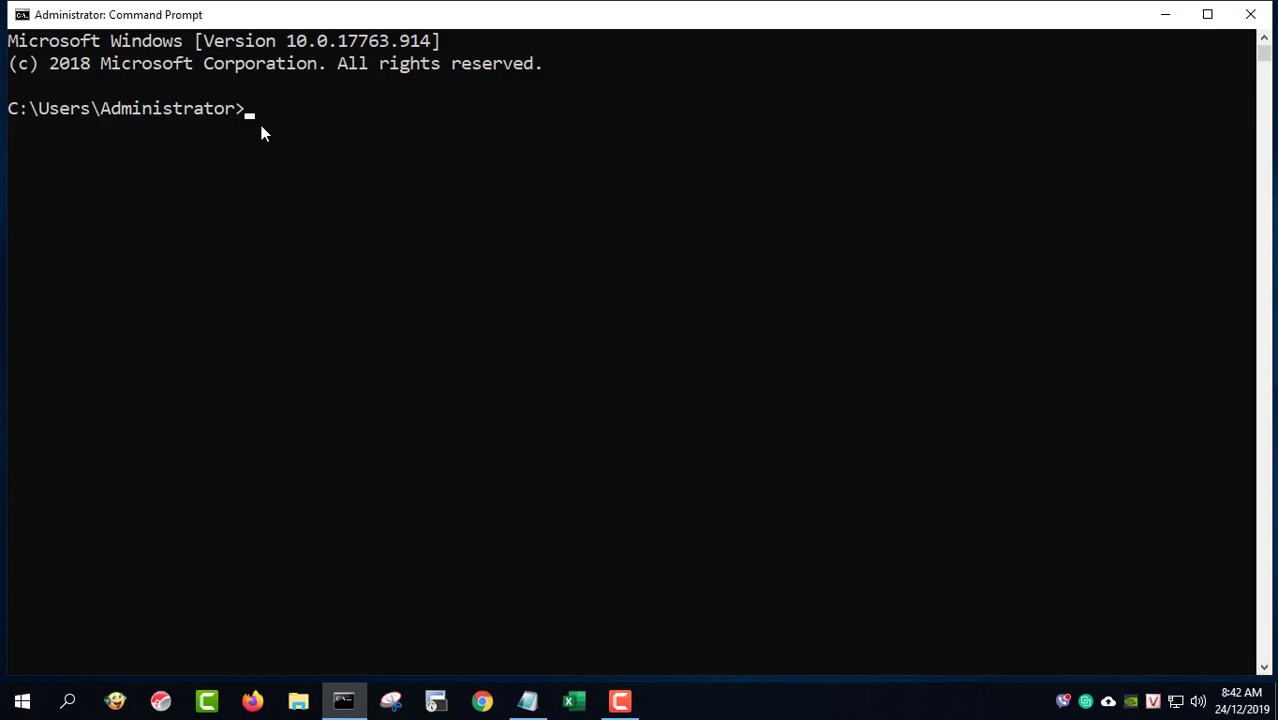 Administrator: Command Prompt
Microsoft Windows [Version 10.0.17763.914]
(c) 2018 Microsoft Corporation. All rights reserved.
C:\Users\Administrator>
8:42 AM
24/12/2019